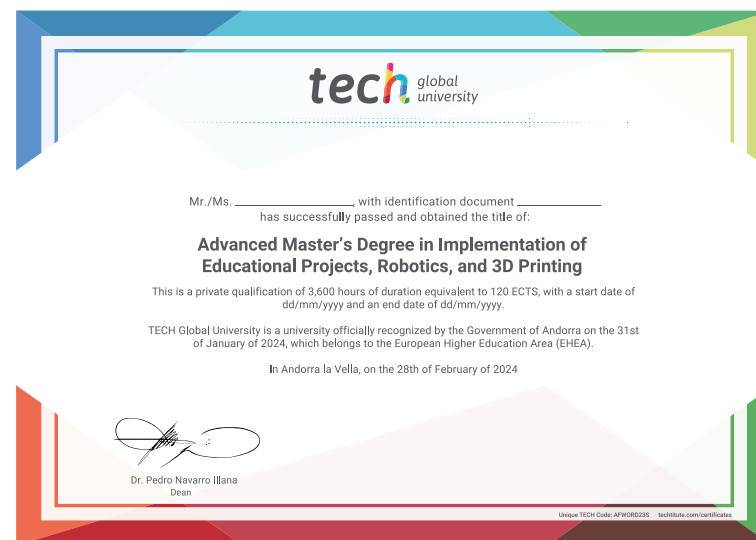 tech global university
Mr./Ms. ____________, with identification document ____________
has successfully passed and obtained the title of:
Advanced Master's Degree in Implementation of
Educational Projects, Robotics, and 3D Printing
This is a private qualification of 3,600 hours of duration equivalent to 120 ECTS, with a start date of
dd/mm/yyyy and an end date of dd/mm/yyyy.
TECH Global University is a university officially recognized by the Government of Andorra on the 31st
of January of 2024, which belongs to the European Higher Education Area (EHEA).
In Andorra la Vella, on the 28th of February of 2024
Dr. Pedro Navarro Illana
Dean
Unique TECH Code: AFWORD23S techtitute.com/certificates